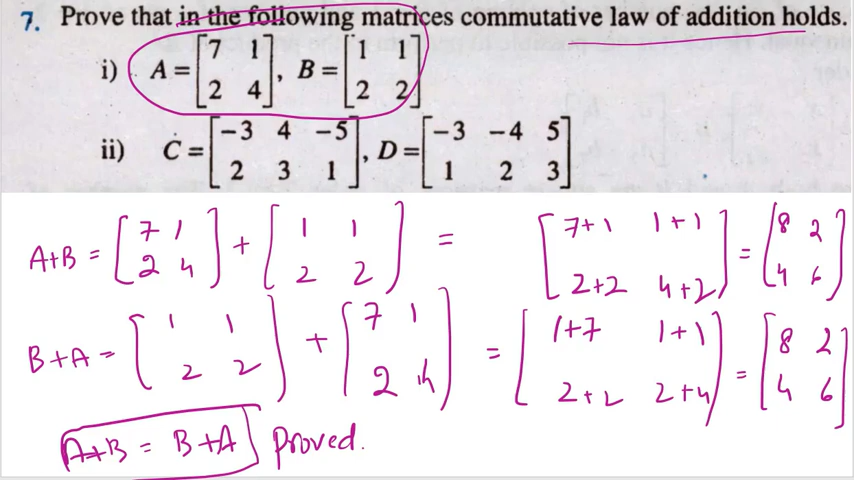 7. Prove that in the following matrices commutative law of addition holds.
i) A = [7 1
2 4], B = [1 1
2 2]
ii) C = [-3 4 -5
2 3 1], D = [-3 -4 5
1 2 3]
A+B = [7 1
2 4] + [1 1
2 2] = [7+1 1+1
2+2 4+2] = [8 2
4 6]
B+A = [1 1
2 2] + [7 1
2 4] = [1+7 1+1
2+2 2+4] = [8 2
4 6]
A+B = B+A Proved.